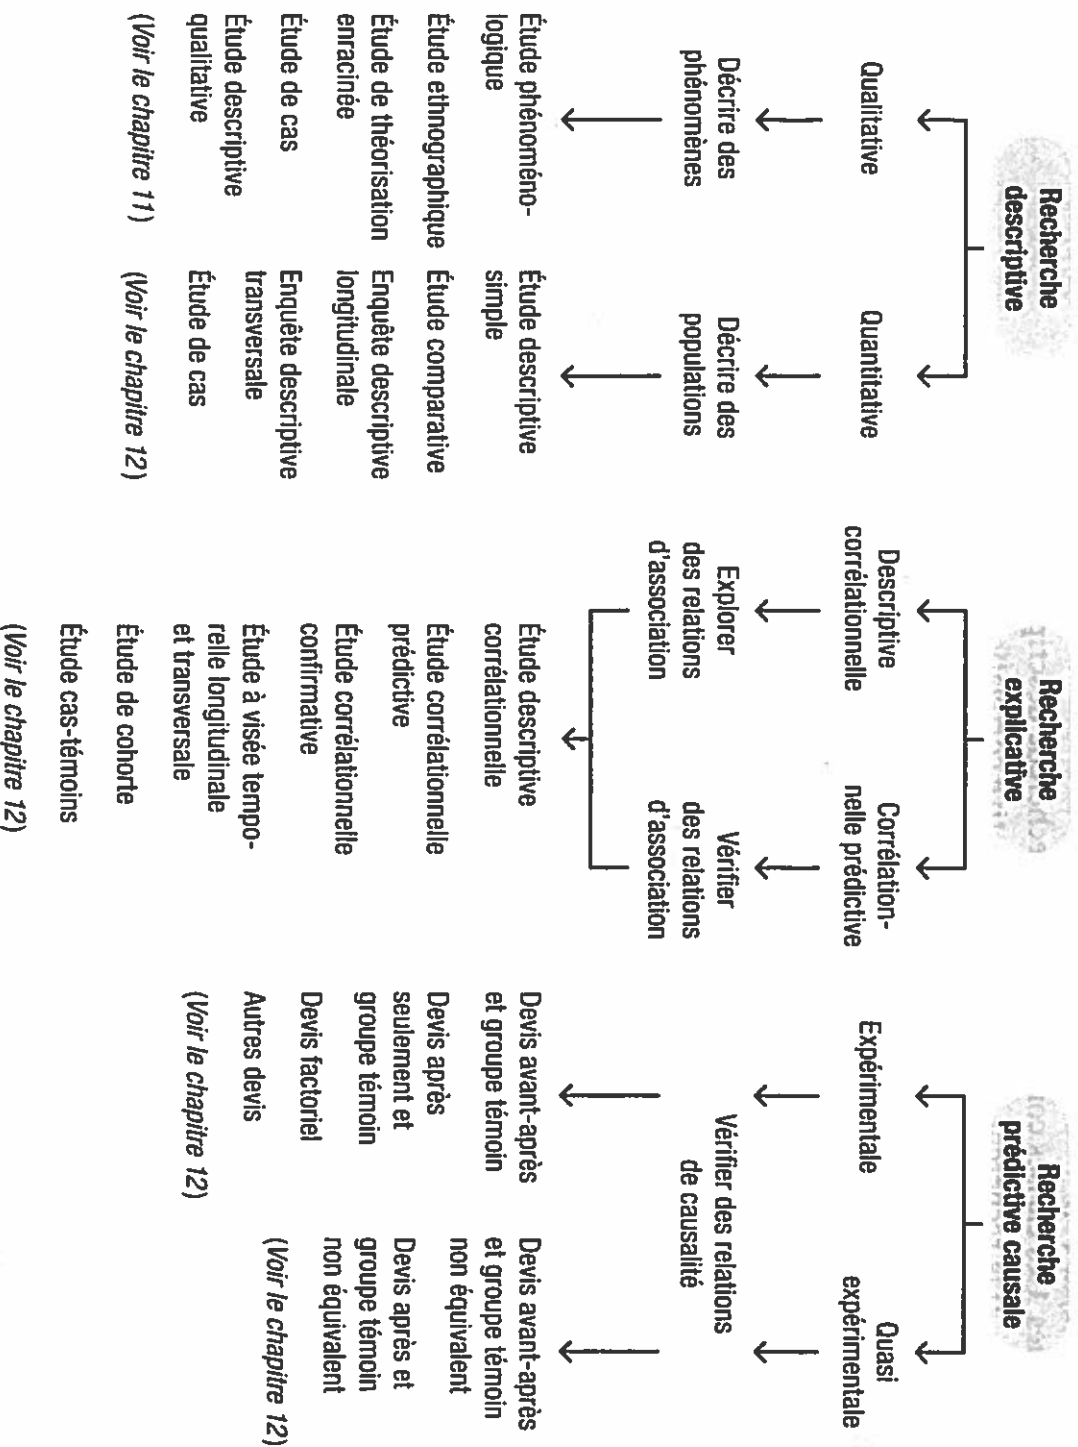 Recherche
descriptive
Qualitative
Décrire des
phénomènes
Étude phénoméno-
logique
Étude ethnographique
Étude de théorisation
enracinée
Étude de cas
Étude descriptive
qualitative
(Voir le chapitre 11)
Quantitative
Décrire des
populations
Étude descriptive
simple
Étude comparative
Enquête descriptive
longitudinale
Enquête descriptive
transversale
Étude de cas
(Voir le chapitre 12)
Recherche
explicative
Descriptive
corrélationnelle
Explorer
des relations
d'association
Corrélation-
nelle prédictive
Vérifier
des relations
d'association
Étude descriptive
corrélationnelle
Étude corrélationnelle
prédictive
Étude corrélationnelle
confirmative
Étude à visée tempo-
relle longitudinale
et transversale
Étude de cohorte
Étude cas-témoins
(Voir le chapitre 12)
Recherche
prédictive causale
Expérimentale
Quasi
expérimentale
Vérifier des relations
de causalité
Devis avant-après
et groupe témoin
Devis après
seulement et
groupe témoin
Devis factoriel
Autres devis
(Voir le chapitre 12)
Devis avant-après
et groupe témoin
non équivalent
Devis après et
groupe témoin
non équivalent
(Voir le chapitre 12)